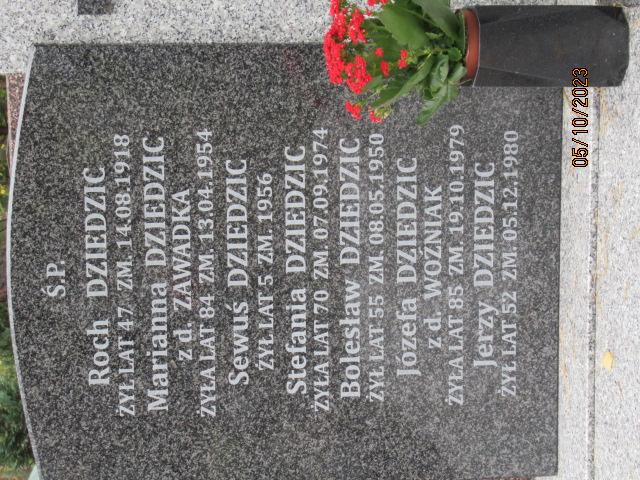 Ś.P.
Roch DZIEDZIC
ŻYŁ LAT 47. ZM. 14.08.1918
Marianna DZIEDZIC
z d. ZAWADKA
ŻYŁA LAT 84 ZM. 13.04.1954
Sewuś DZIEDZIC
ŻYŁ LAT 5 ZM. 1956
Stefania DZIEDZIC
ŻYŁA LAT 70 ZM 07.09.1974
Bolesław DZIEDZIC
ŻYŁ LAT 55 ZM 08.05.1950
Jozefa DZIEDZIC
z d. WOŹNIAK
ŻYŁA LAT 85 ZM 19.10.1979
Jerzy DZIEDZIC
ŻYŁ LAT 52 ZM. 05.12.1980
05/10/2023